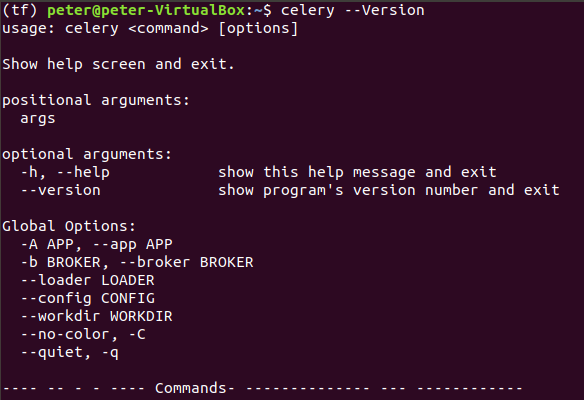 (tf) peter@peter-VirtualBox:~$ celery --Version
usage: celery <command> [options]
Show help screen and exit.
positional arguments:
  args
optional arguments:
  -h, --help            show this help message and exit
  --version             show program's version number and exit
Global Options:
  -A APP, --app APP
  -b BROKER, --broker BROKER
  --loader LOADER
  --config CONFIG
  --workdir WORKDIR
  --no-color, -C
  --quiet, -q
---- -- - - ---- Commands- -------------- --- ------------